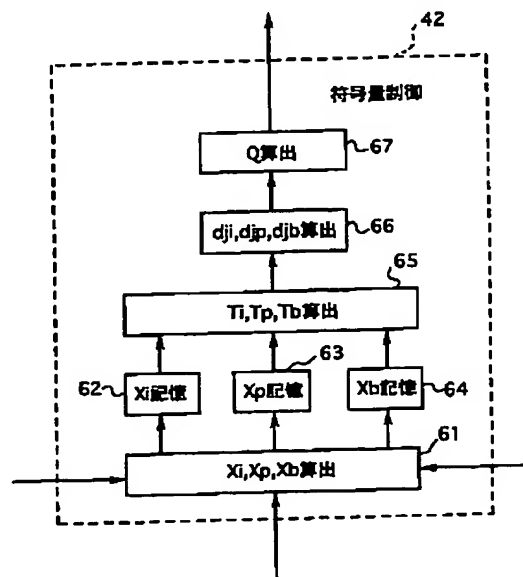 42
符号量制御
Q算出
67
dji,djp,djb算出
66
65
Ti,Tp,Tb算出
62
Xi記憶
63
Xp記憶
Xb記憶
64
61
Xi,Xp,Xb算出